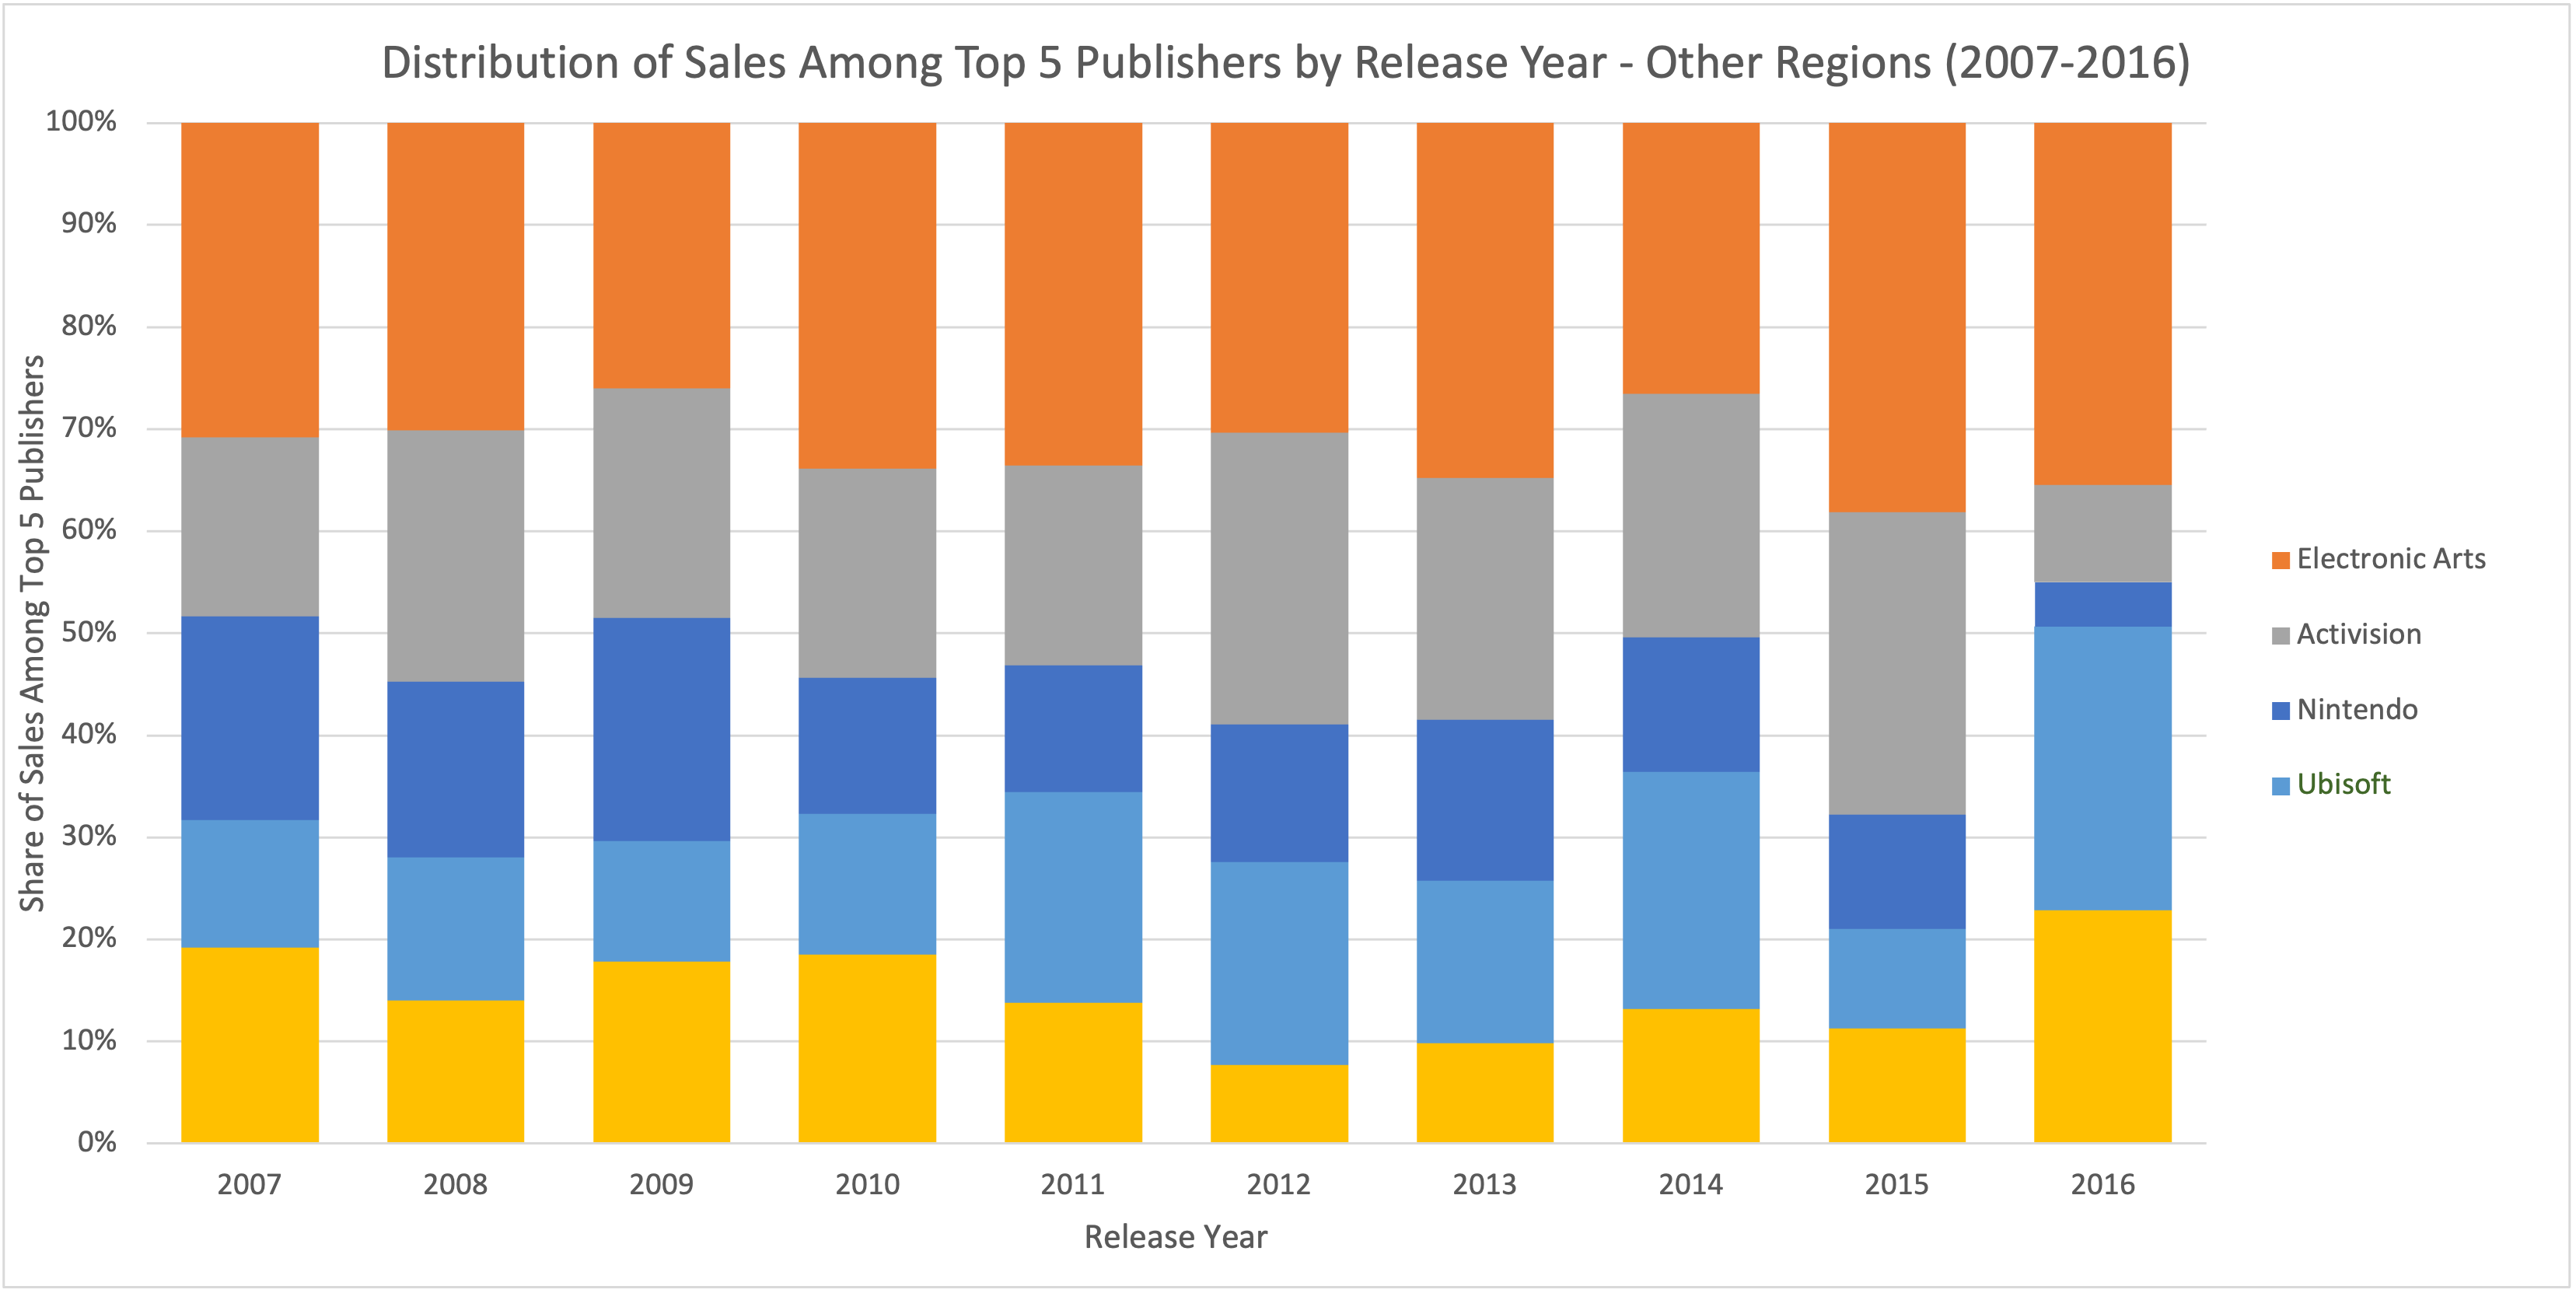 Distribution of Sales Among Top 5 Publishers by Release Year - Other Regions (2007-2016)
Share of Sales Among Top 5 Publishers
100%
90%
80%
70%
60%
50%
40%
30%
20%
10%
0%
2007 2008 2009 2010 2011 2012 2013 2014 2015 2016
Release Year
Electronic Arts
Activision
Nintendo
Ubisoft